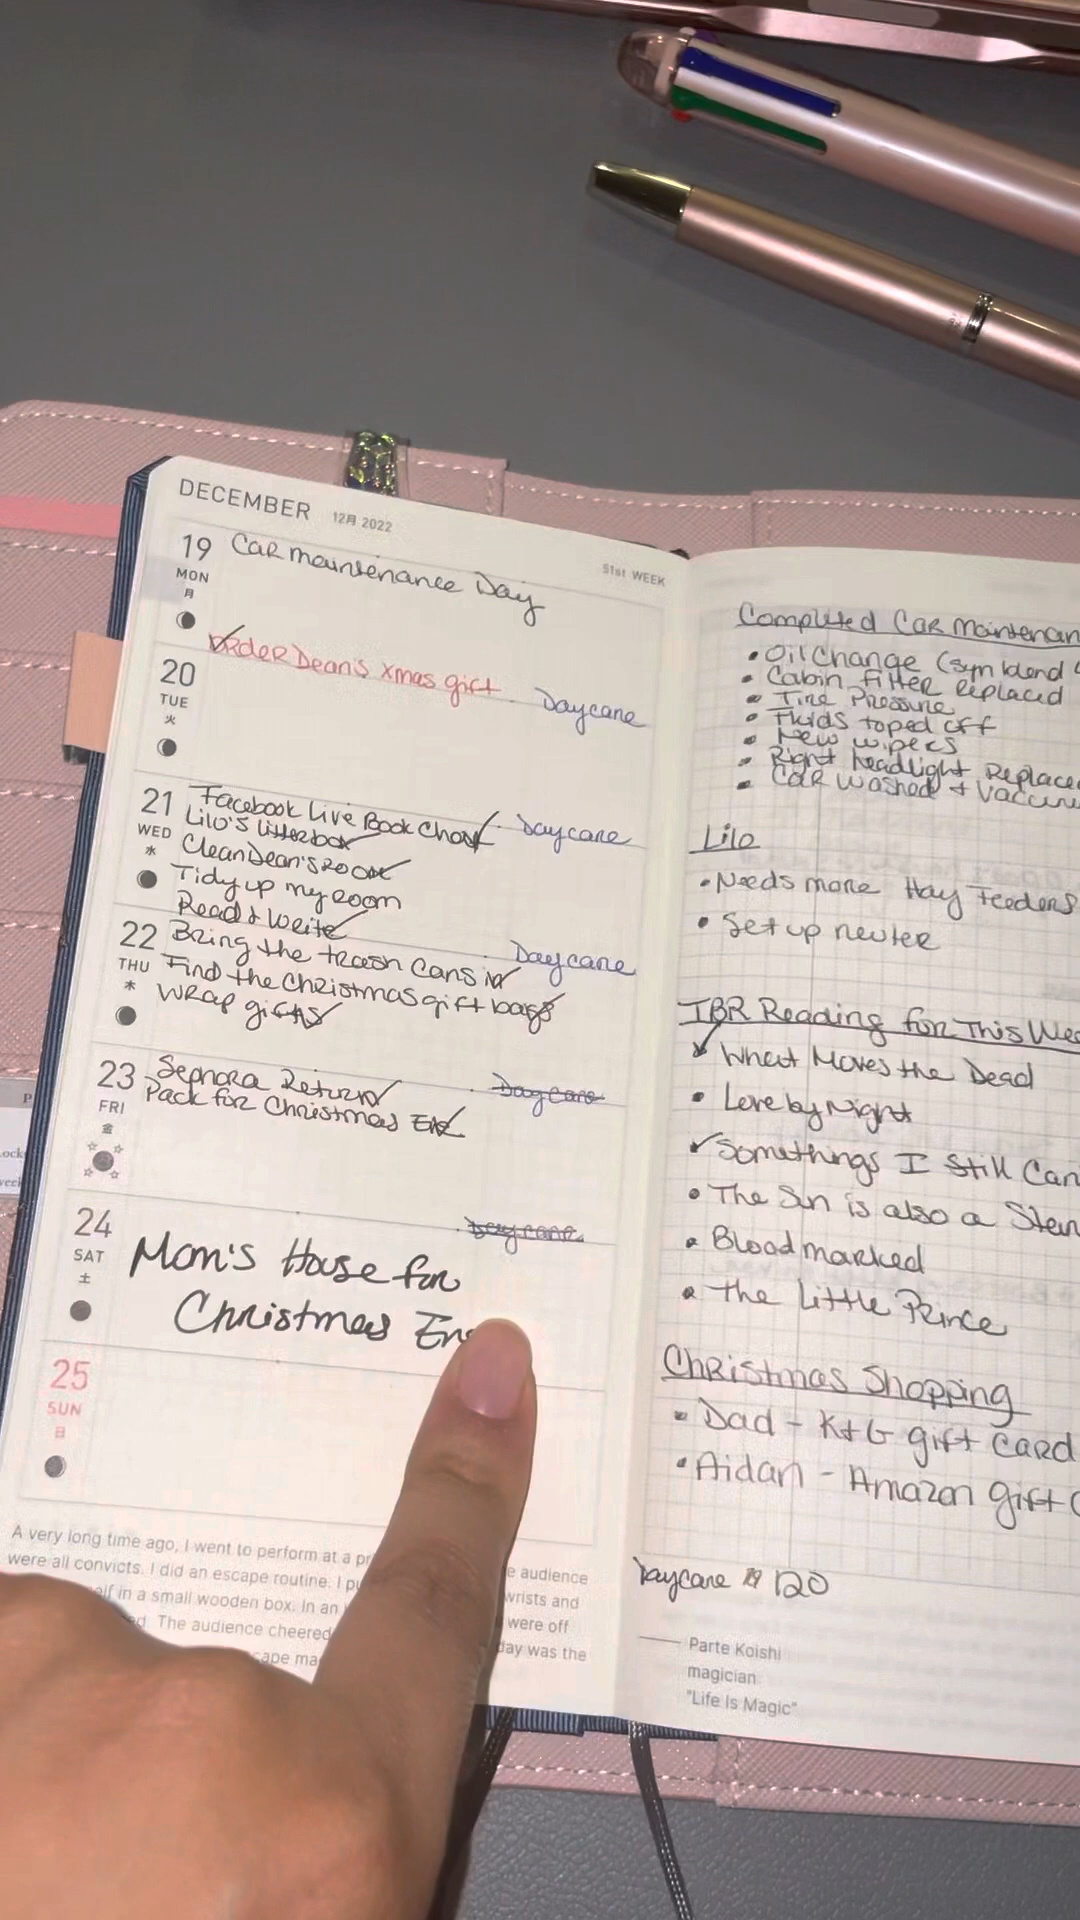 DECEMBER 12月 2022
51st WEEK
19 Car maintenance Day
MON
月
Order Dean's xmas gift
20 Daycare
TUE
火
21 Facebook Live Book Chat Daycare
Lilo's litterbox
WED
水
Clean Dean's room
Tidy up my room
Read & Write
22 Bring the trash cans in Daycare
THU Find the Christmas gift bags
木
Wrap gifts
23 Sephora Return Daycare
Pack for Christmas Eve
FRI
金
24 Daycare
SAT
土
Mom's House for
Christmas
25
SUN
日
A very long time ago, I went to perform at a
e audience
were all convicts. I did an escape routine. I
wrists and
in a small wooden box. In an
were off
The audience cheered
day was the
Completed Car
• Oil Change (syn blend
• Cabin filter Replaced
• Tire Pressure
• Fluids toped off
• New wipers
• Right headlight
• Car washed +
Lilo
• Needs more Hay Feeders
• Set up neuter
TBR Reading for This
What Moves the Dead
• Love by Night
Somethings I Still
• The Sun is also a
• Bloodmarked
• The Little Prince
Christmas Shopping
• Dad - K+G gift card
• Aidan - Amazon gift
Daycare 120
Parte Koishi
magician
"Life Is Magic"